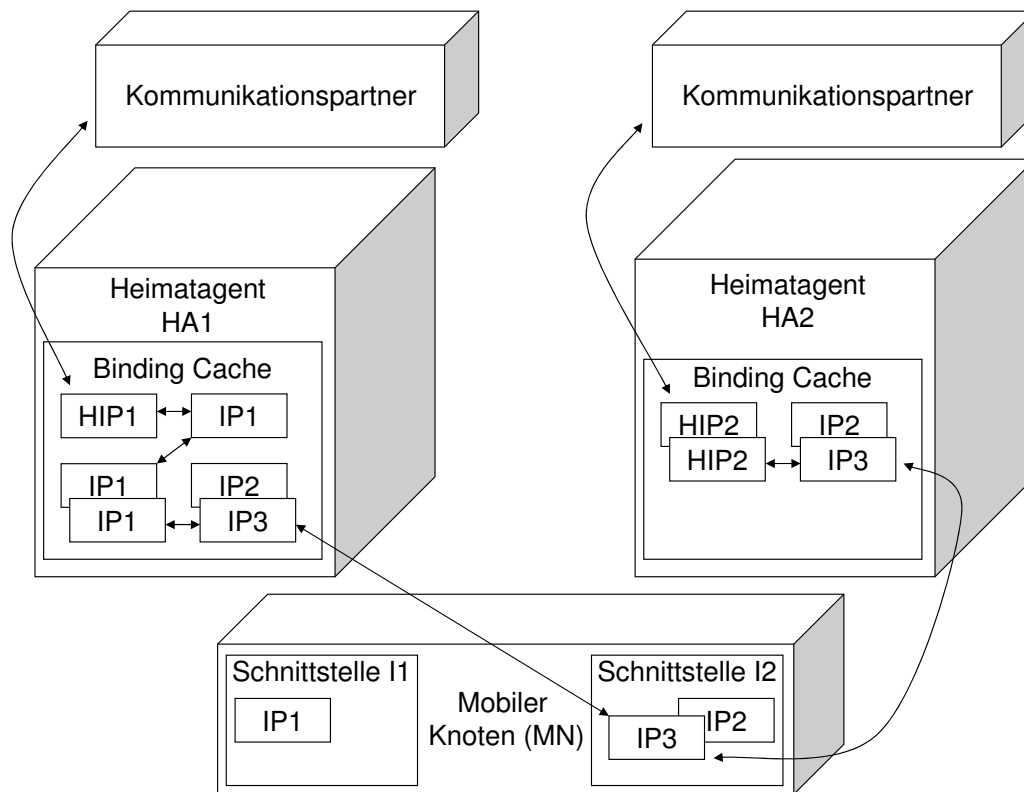 Kommunikationspartner
Kommunikationspartner
Heimatagent
HA1
Binding Cache
HIP1
IP1
IP1
IP2
IP1
IP3
Heimatagent
HA2
Binding Cache
HIP2
IP2
HIP2
IP3
Schnittstelle I1
IP1
Mobiler
Knoten (MN)
Schnittstelle I2
IP2
IP3